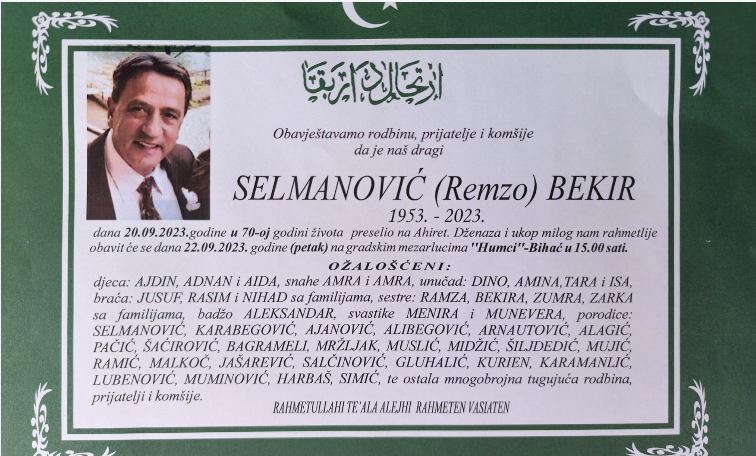 ارتحال دار بقا
Obavještavamo rodbinu, prijatelje i komšije
da je naš dragi
SELMANOVIĆ (Remzo) BEKIR
1953. - 2023.
dana 20.09.2023.godine u 70-oj godini života preselio na Ahiret. Dženaza i ukop milog nam rahmetlije
obavit će se dana 22.09.2023. godine (petak) na gradskim mezarlucima "Humci"-Bihać u 15.00 sati.
OŽALOŠĆENI:
djeca: AJDIN, ADNAN i AIDA, snahe AMRA i AMRA, unučad: DINO, AMINA,TARA i ISA,
braća: JUSUF, RASIM i NIHAD sa familijama, sestre: RAMZA, BEKIRA, ZUMRA, ZARKA
sa familijama, badžo ALEKSANDAR, svastike MENIRA i MUNEVERA, porodice:
SELMANOVIĆ, KARABEGOVIĆ, AJANOVIĆ, ALIBEGOVIĆ, ARNAUTOVIĆ, ALAGIĆ,
PAČIĆ, ŠAĆIROVIĆ, BAGRAMELI, MRŽLJAK, MUSLIĆ, MIDŽIĆ, ŠILJDEDIĆ, MUJIĆ,
RAMIĆ, MALKOČ, JAŠAREVIĆ, SALČINOVIĆ, GLUHALIĆ, KURIEN, KARAMANLIĆ,
LUBENOVIĆ, MUMINOVIĆ, HARBAŠ, SIMIĆ, te ostala mnogobrojna tugujuća rodbina,
prijatelji i komšije.
RAHMETULLAHI TE'ALA ALEJHI RAHMETEN VASIATEN